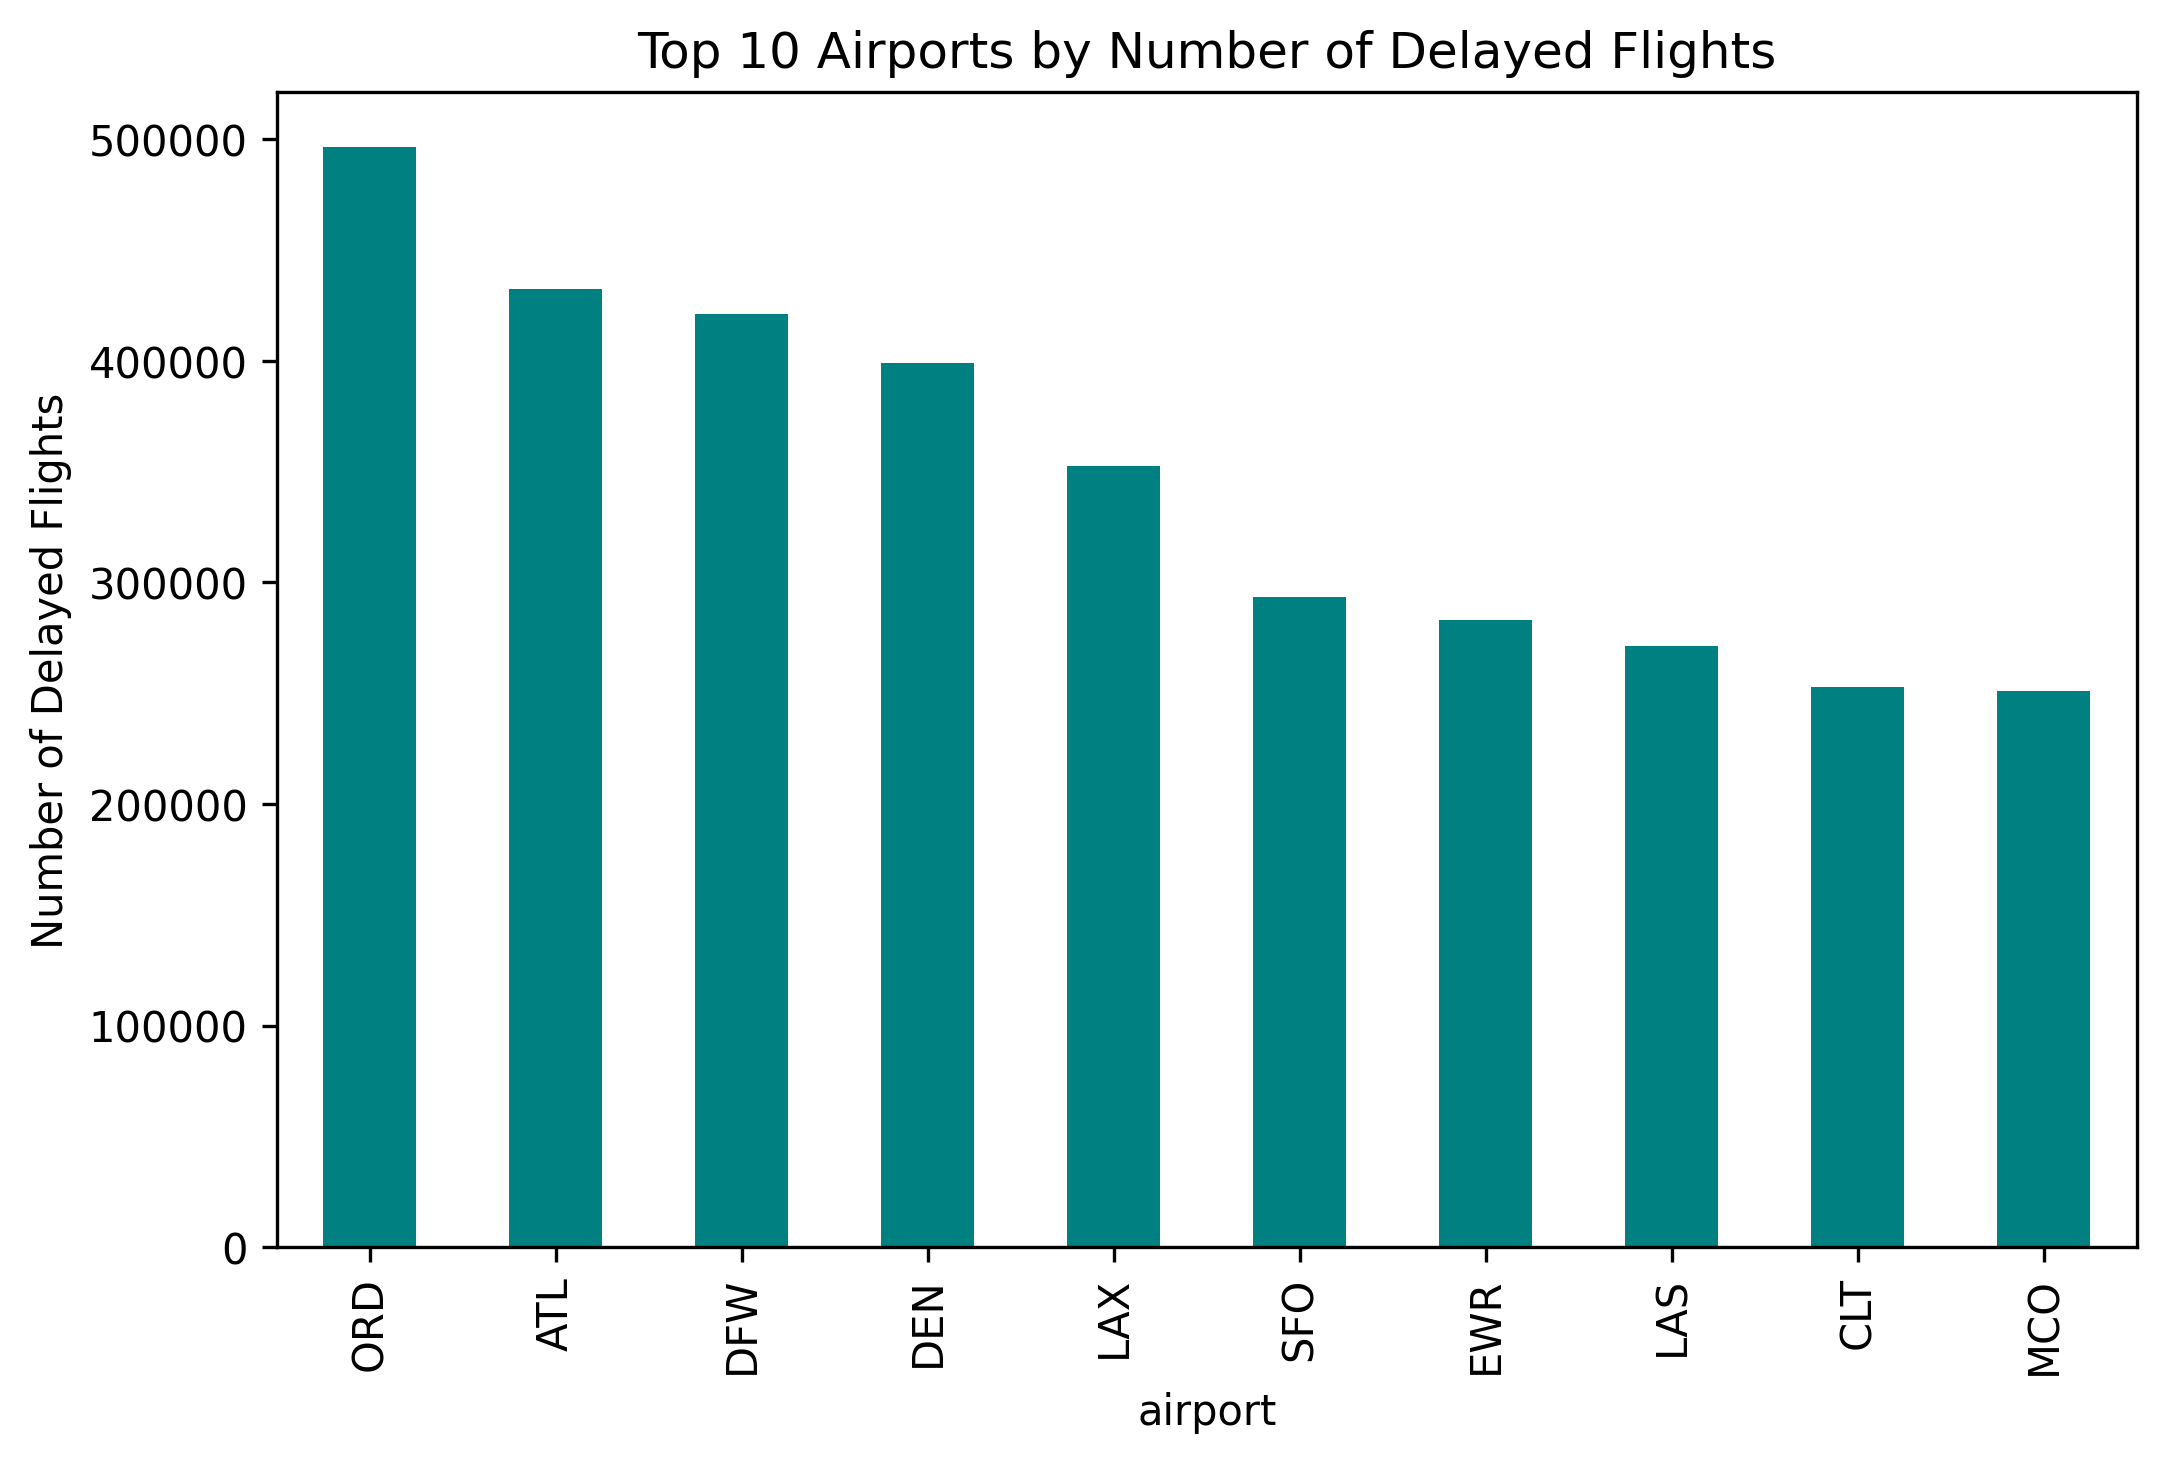 Top 10 Airports by Number of Delayed Flights
Number of Delayed Flights
500000
400000
300000
200000
100000
0
ORD
ATL
DFW
DEN
LAX
SFO
EWR
LAS
CLT
MCO
airport